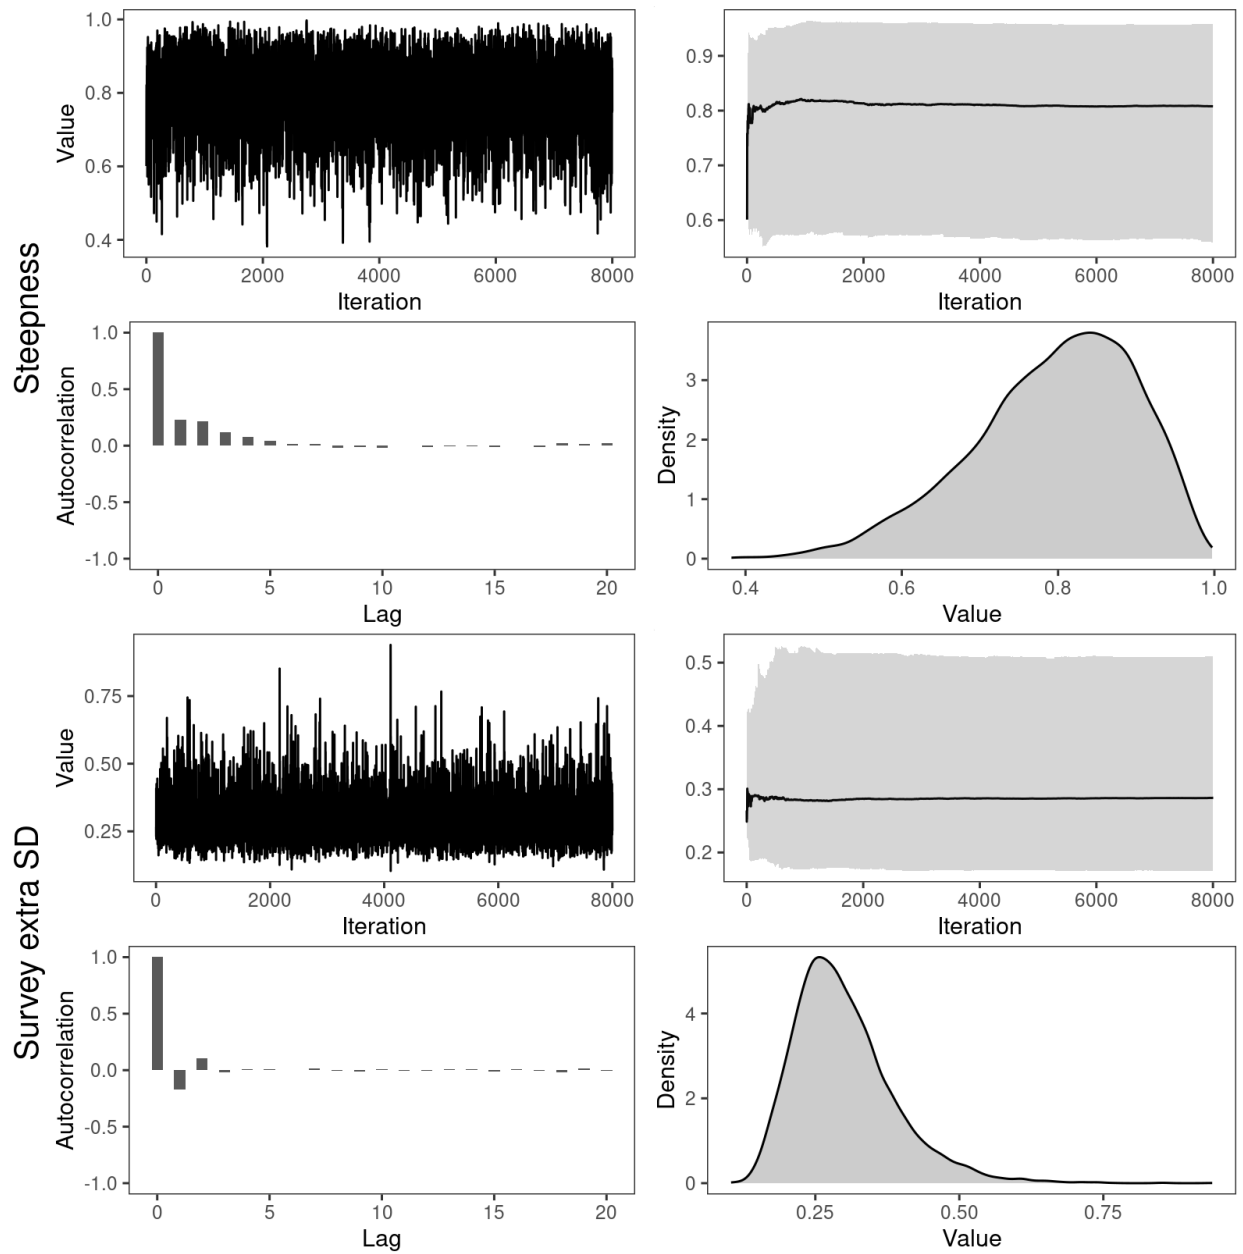 Steepness
1.0
0.8
0.6
0.4
Value
0 2000 4000 6000 8000
Iteration
0.9
0.8
0.7
0.6
0 2000 4000 6000 8000
Iteration
1.0
0.5
0.0
-0.5
-1.0
Autocorrelation
0 5 10 15 20
Lag
3
2
1
0
Density
0.4 0.6 0.8 1.0
Value
Survey extra SD
0.75
0.50
0.25
Value
0 2000 4000 6000 8000
Iteration
0.5
0.4
0.3
0.2
0 2000 4000 6000 8000
Iteration
1.0
0.5
0.0
-0.5
-1.0
Autocorrelation
0 5 10 15 20
Lag
4
2
0
Density
0.25 0.50 0.75
Value